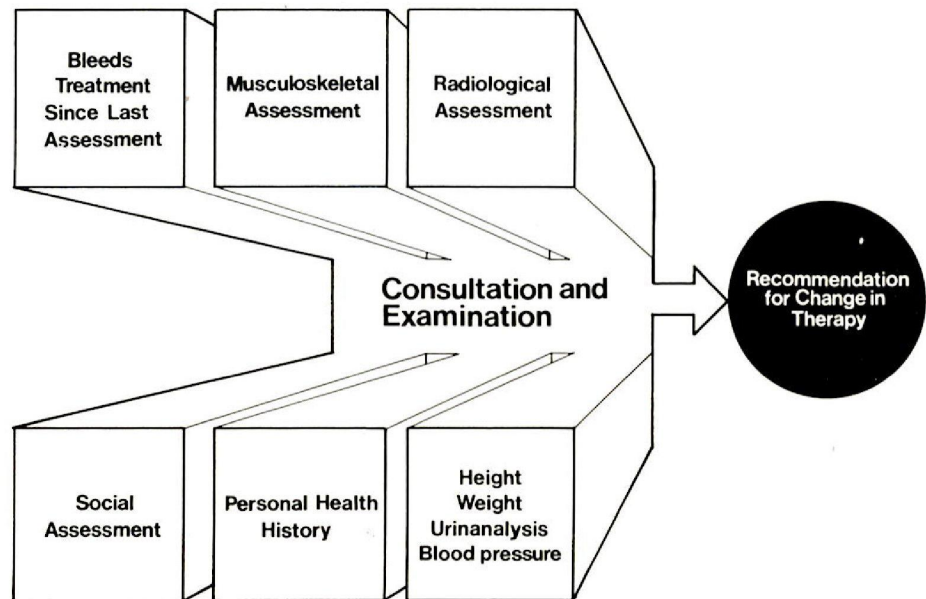 Bleeds
Treatment
Since Last
Assessment
Musculoskeletal
Assessment
Radiological
Assessment
Consultation and
Examination
Recommendation
for Change in
Therapy
Social
Assessment
Personal Health
History
Height
Weight
Urinanalysis
Blood pressure